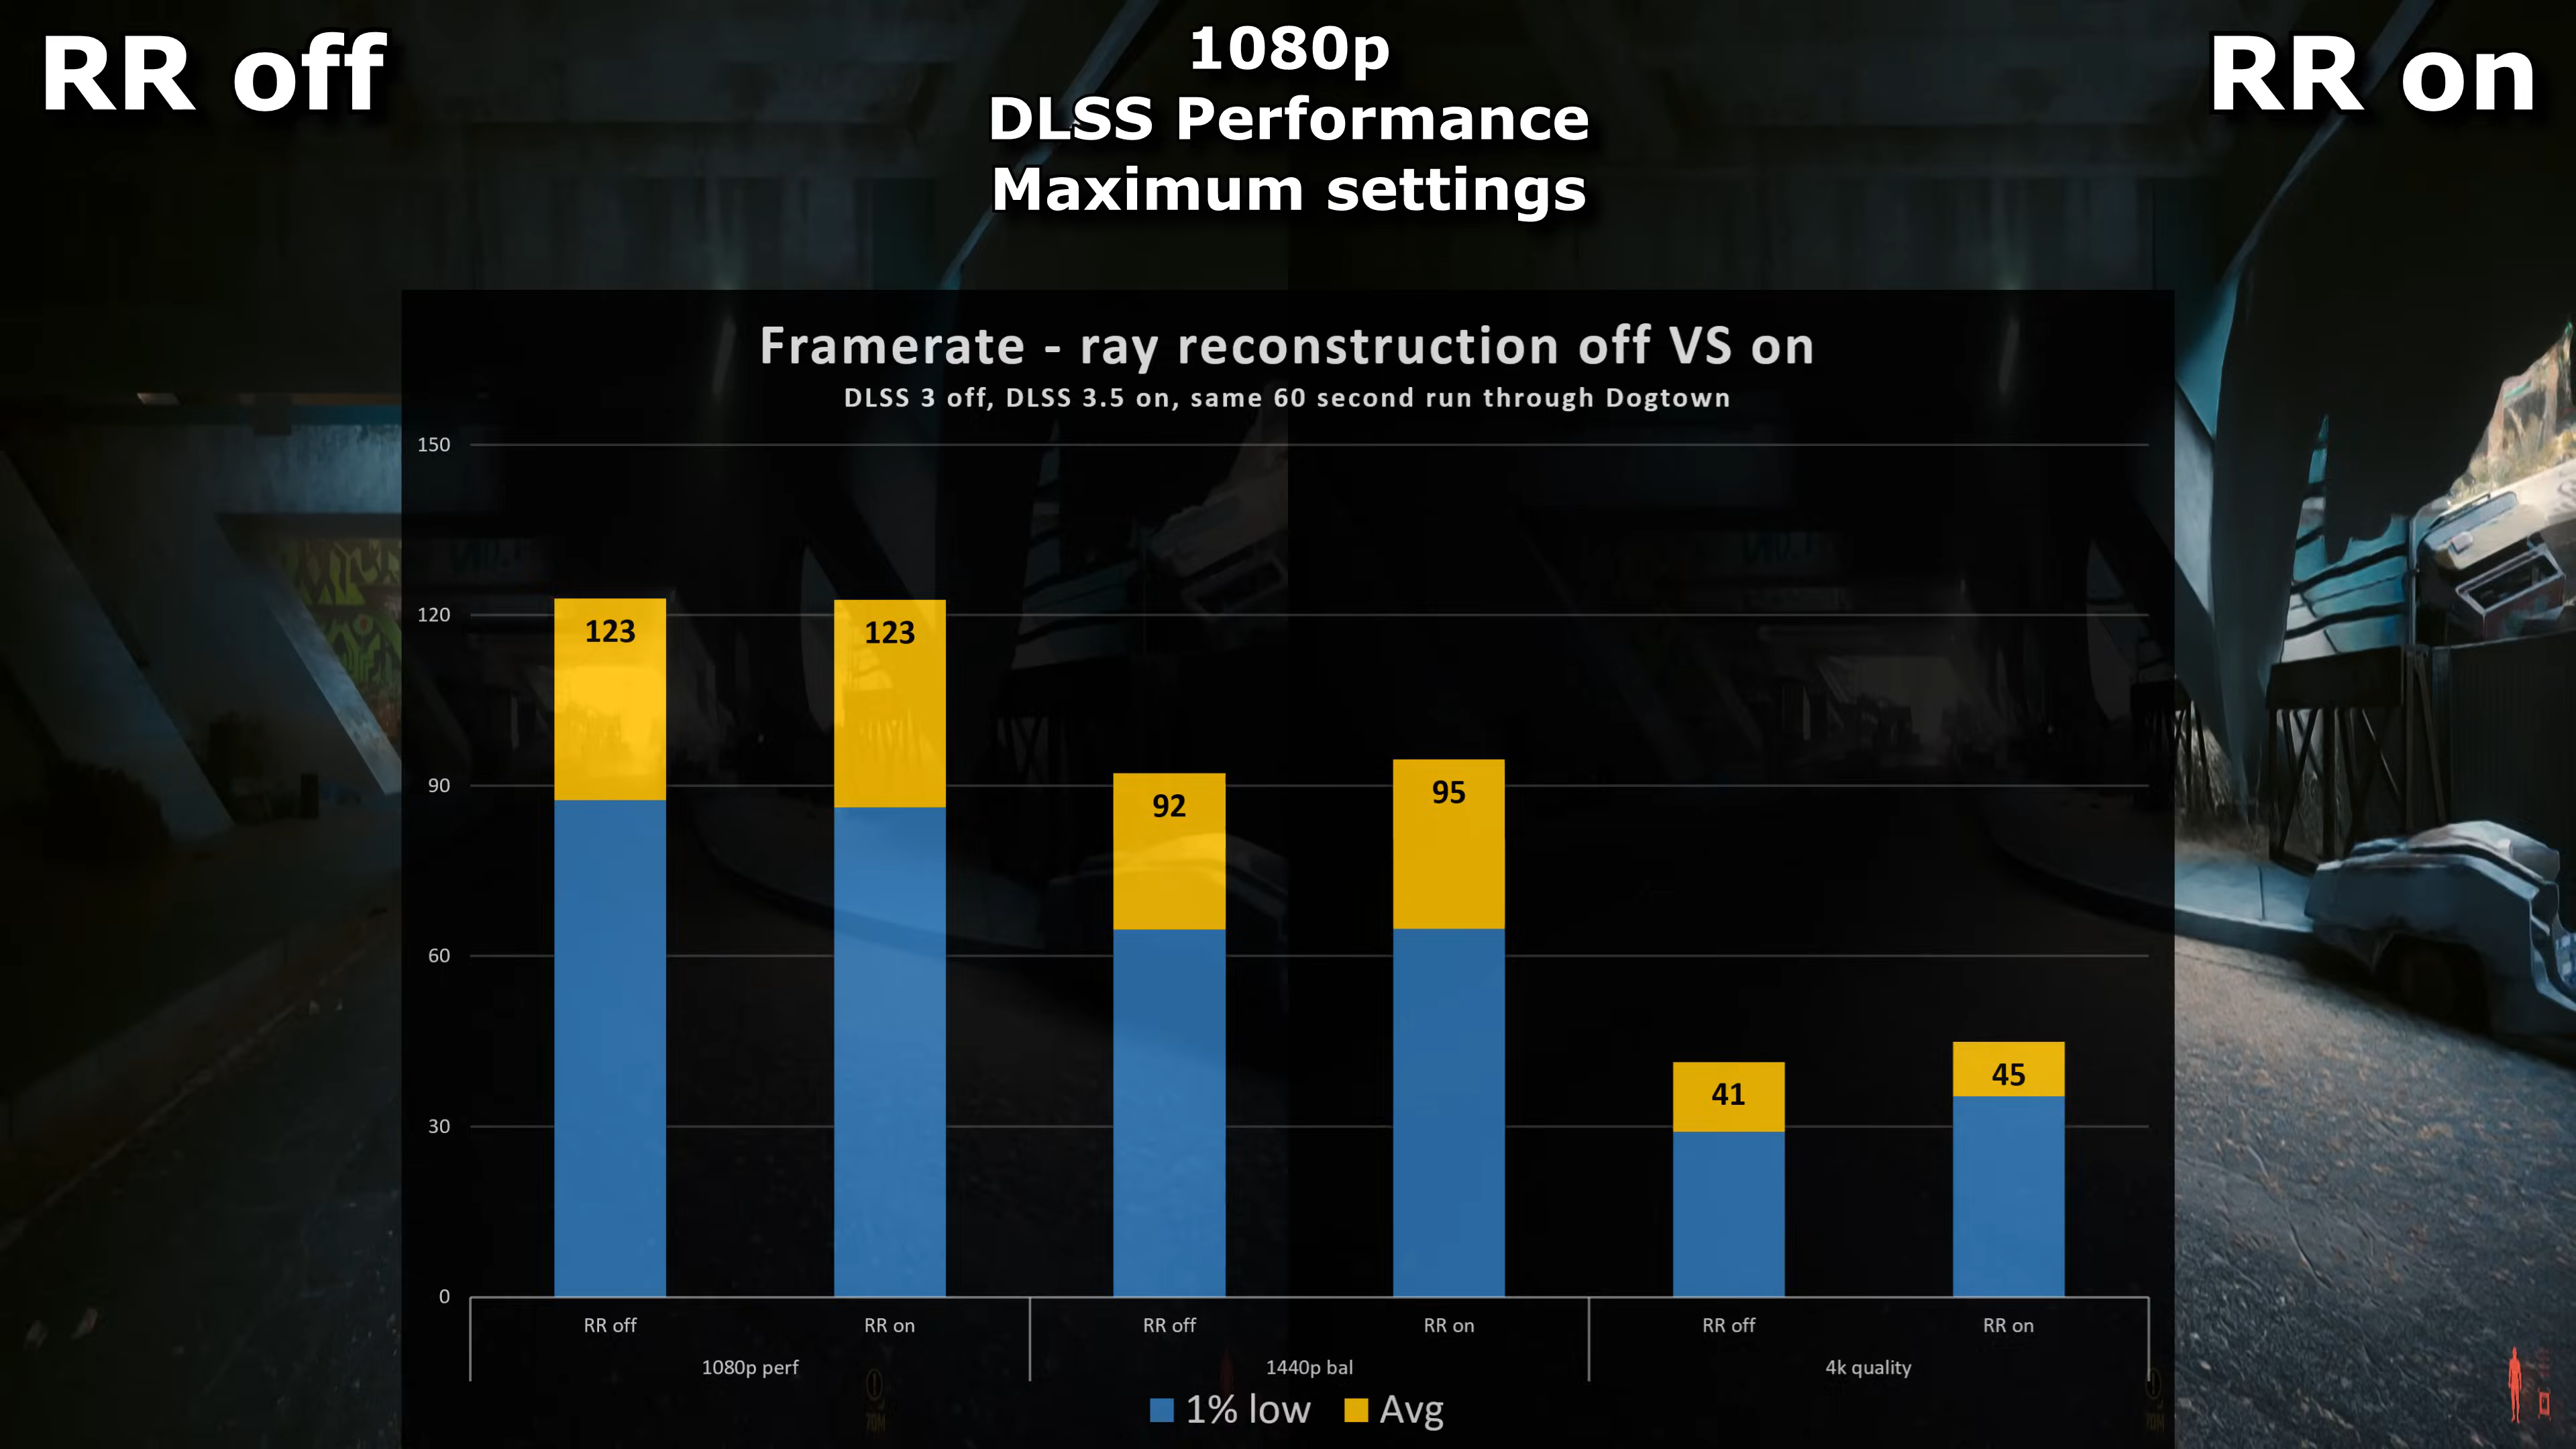 RR off
1080p
DLSS Performance
Maximum settings
RR on
Framerate - ray reconstruction off VS on
DLSS 3 off, DLSS 3.5 on, same 60 second run through Dogtown
150
120
90
60
30
0
123
123
92
95
41
45
RR off
RR on
RR off
RR on
RR off
RR on
1080p perf
1440p bal
4k quality
1% low
Avg
70M